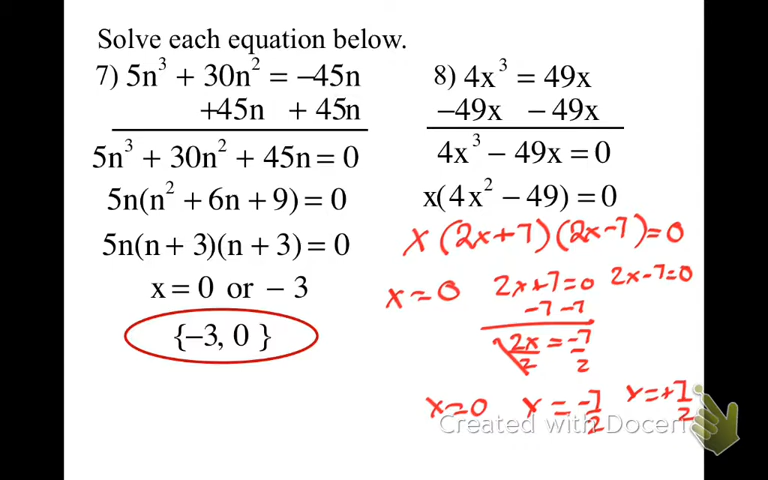 Solve each equation below.
7) 5n³ + 30n² = −45n
+45n + 45n
5n³ + 30n² + 45n = 0
5n(n² + 6n + 9) = 0
5n(n + 3)(n + 3) = 0
x = 0 or − 3
{−3, 0 }
8) 4x³ = 49x
−49x − 49x
4x³ − 49x = 0
x(4x² − 49) = 0
x (2x+7)(2x-7)=0
x=0 2x+7=0 2x-7=0
-7 -7
2x/2 = -7/2
x=0 x = -7/2 x=+7/2
Created with Docer